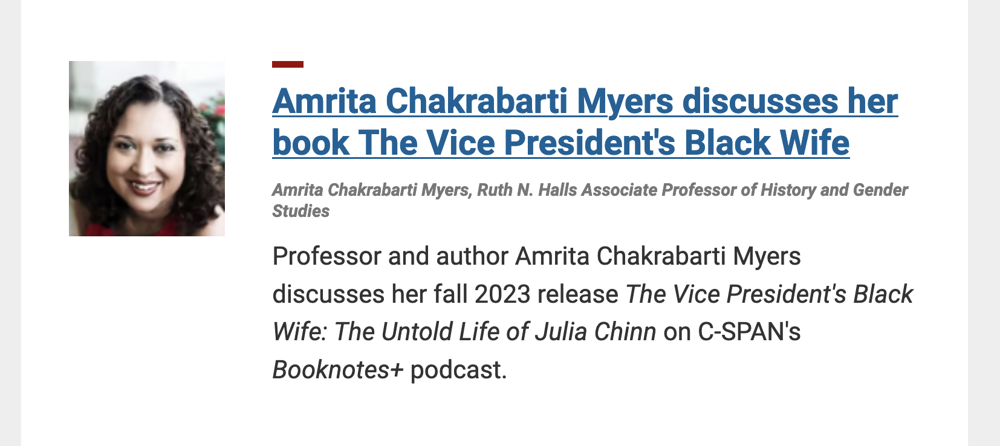 Amrita Chakrabarti Myers discusses her
book The Vice President's Black Wife
Amrita Chakrabarti Myers, Ruth N. Halls Associate Professor of History and Gender
Studies
Professor and author Amrita Chakrabarti Myers
discusses her fall 2023 release The Vice President's Black
Wife: The Untold Life of Julia Chinn on C-SPAN's
Booknotes+ podcast.